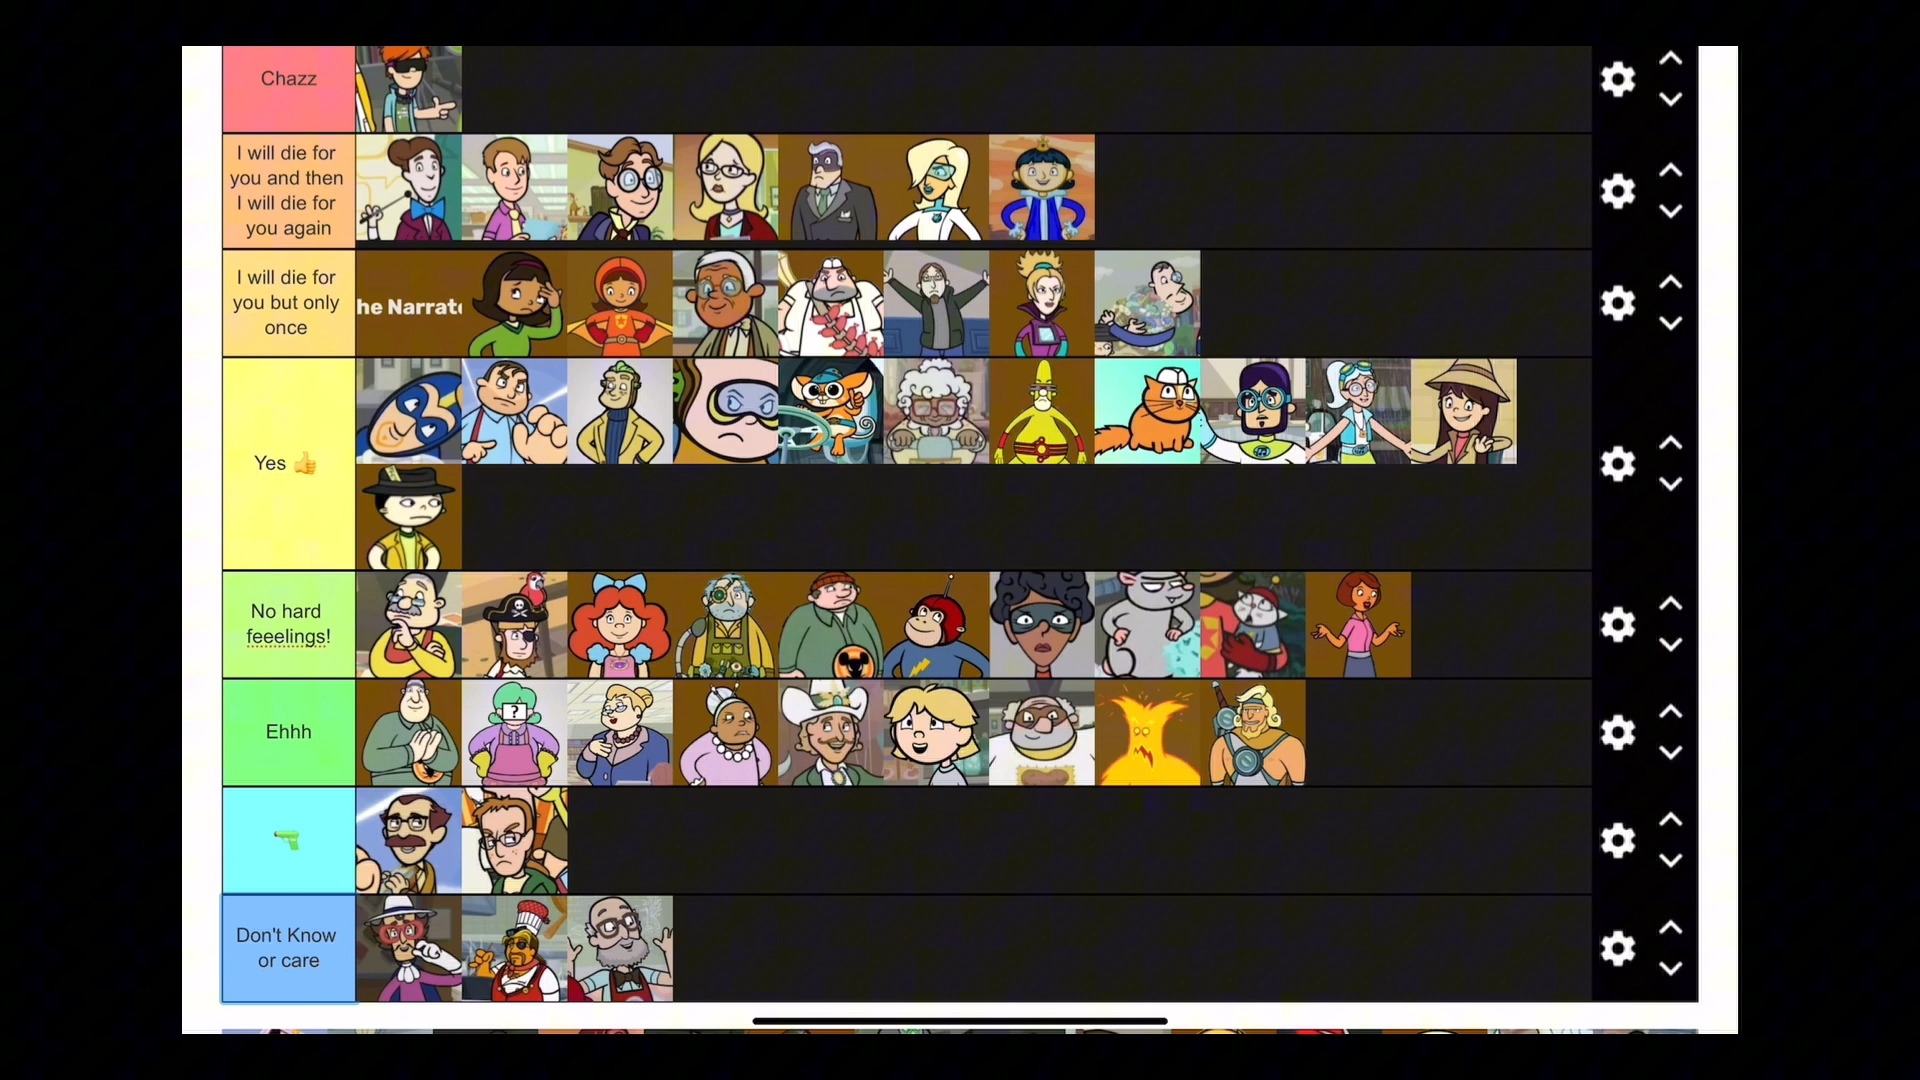 Chazz
I will die for
you and then
I will die for
you again
I will die for
you but only
once
he Narrat
Yes 👍
No hard
feeelings!
?
Ehhh
🔫
Don't Know
or care